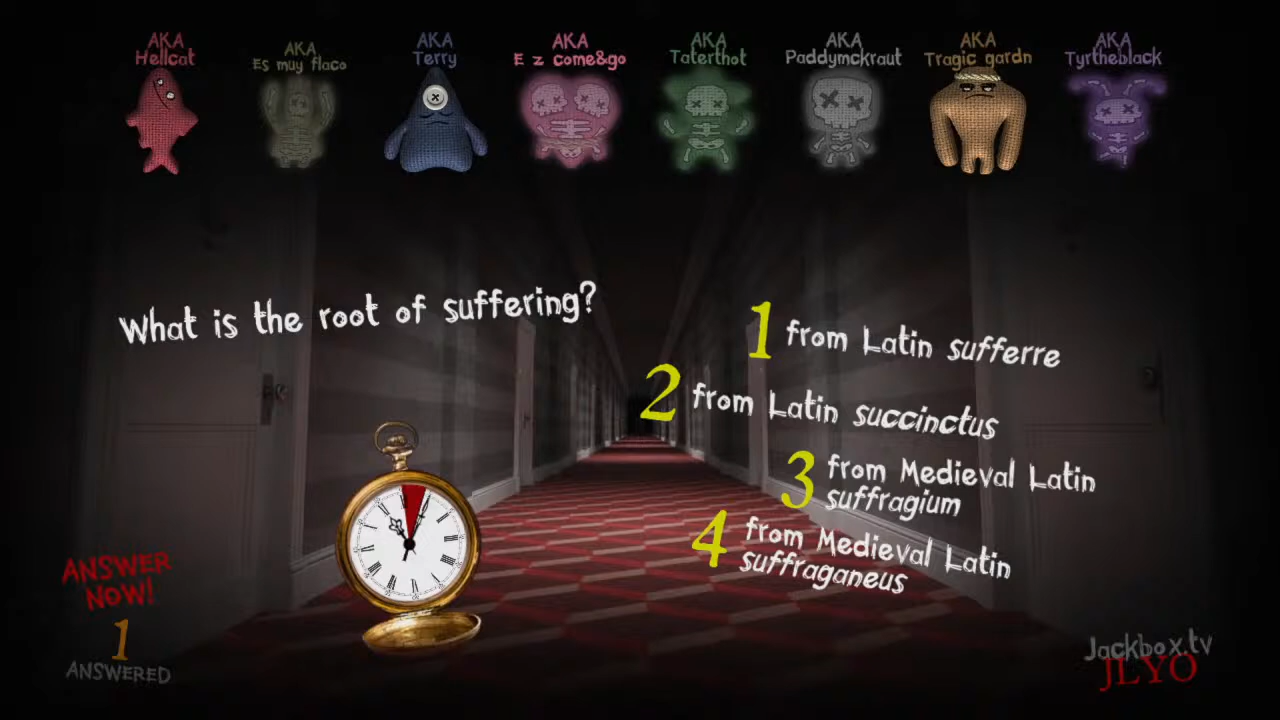 AKA
Hellcat
AKA
Es muy flaco
AKA
Terry
AKA
E z come&go
AKA
Taterthot
AKA
Paddymckraut
AKA
Tragic gardn
AKA
Tyrtheblack
What is the root of suffering?
1 from Latin sufferre
2 from Latin succinctus
3 from Medieval Latin
suffragium
4 from Medieval Latin
suffraganeus
ANSWER
NOW!
1
ANSWERED
Jackbox.tv
JLYO